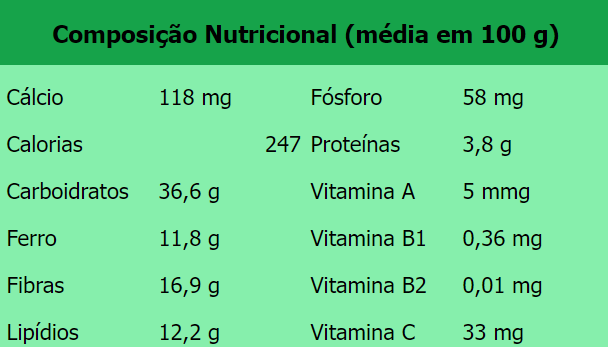 Composição Nutricional (média em 100 g)
Cálcio 118 mg Fósforo 58 mg
Calorias 247 Proteínas 3,8 g
Carboidratos 36,6 g Vitamina A 5 mmg
Ferro 11,8 g Vitamina B1 0,36 mg
Fibras 16,9 g Vitamina B2 0,01 mg
Lipídios 12,2 g Vitamina C 33 mg